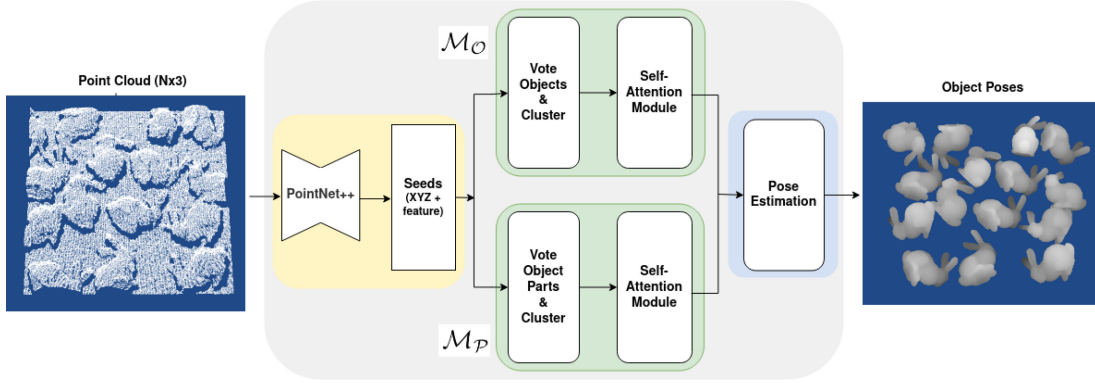 Point Cloud (Nx3)
PointNet++
Seeds
(XYZ +
feature)
𝓜𝒪
Vote
Objects
&
Cluster
Self-
Attention
Module
Vote
Object
Parts
&
Cluster
Self-
Attention
Module
𝓜𝒫
Pose
Estimation
Object Poses